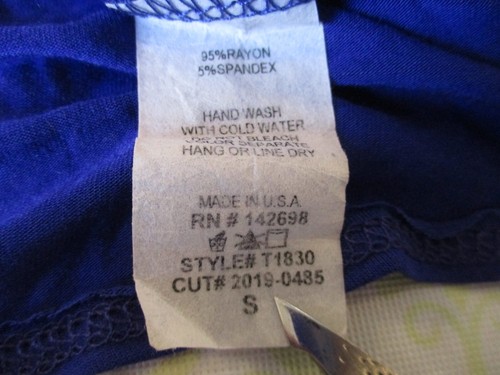 95%RAYON
5%SPANDEX
HAND WASH
WITH COLD WATER
DO NOT BLEACH
COLOR SEPARATE
HANG OR LINE DRY
MADE IN U.S.A.
RN # 142698
STYLE# T1830
CUT# 2019-0485
S